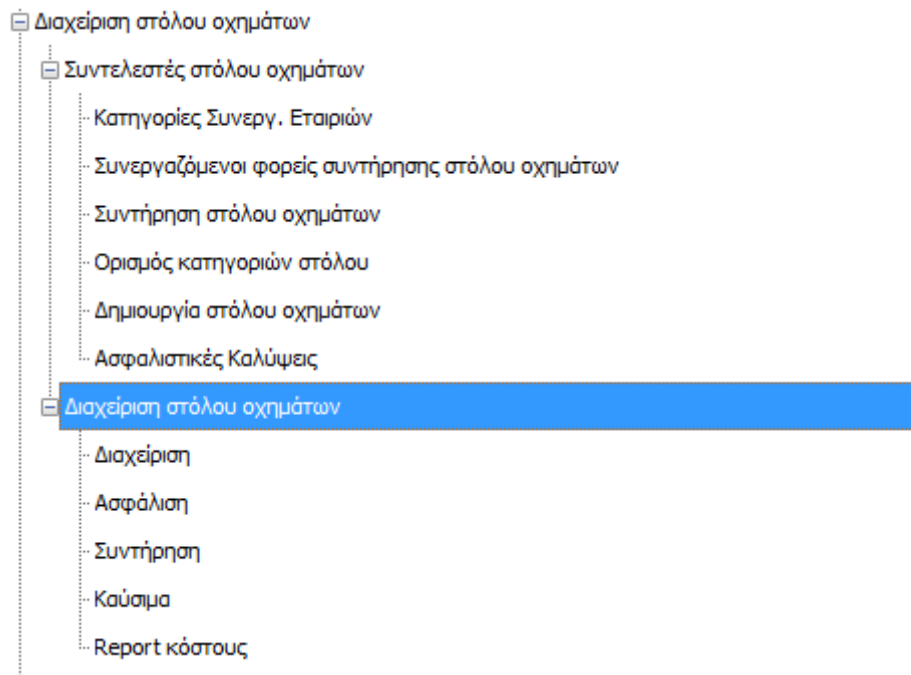 Διαχείριση στόλου οχημάτων
Συντελεστές στόλου οχημάτων
Κατηγορίες Συνεργ. Εταιριών
Συνεργαζόμενοι φορείς συντήρησης στόλου οχημάτων
Συντήρηση στόλου οχημάτων
Ορισμός κατηγοριών στόλου
Δημιουργία στόλου οχημάτων
Ασφαλιστικές Καλύψεις
Διαχείριση στόλου οχημάτων
Διαχείριση
Ασφάλιση
Συντήρηση
Καύσιμα
Report κόστους